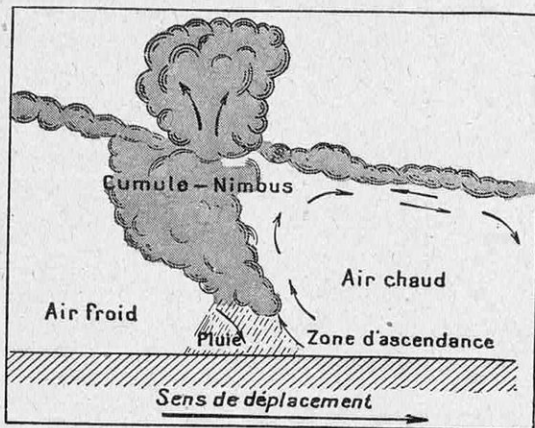 Cumulo-Nimbus
Air chaud
Air froid
Pluie
Zone d'ascendance
Sens de déplacement